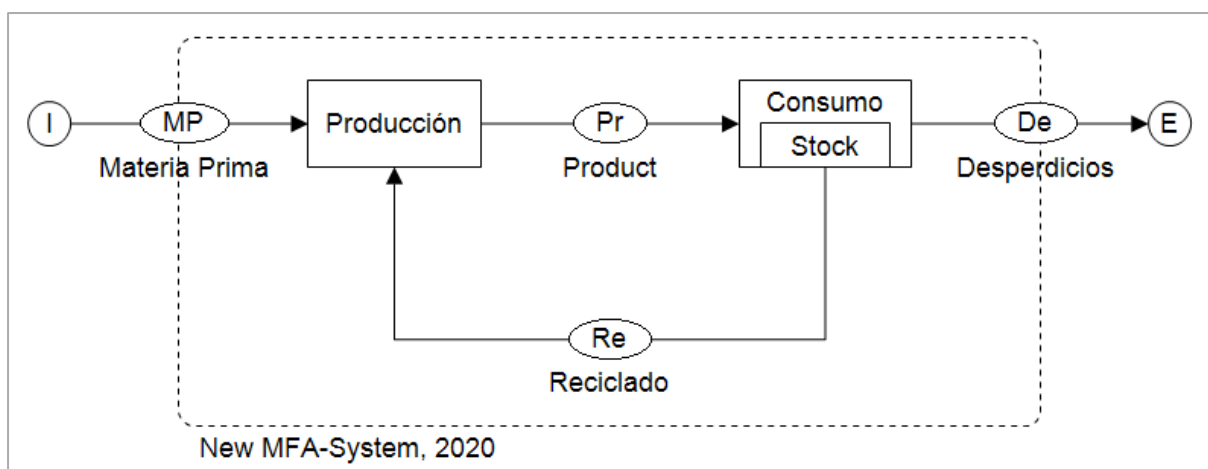 I
MP
Materia Prima
Producción
Pr
Product
Consumo
Stock
De
Desperdicios
E
Re
Reciclado
New MFA-System, 2020